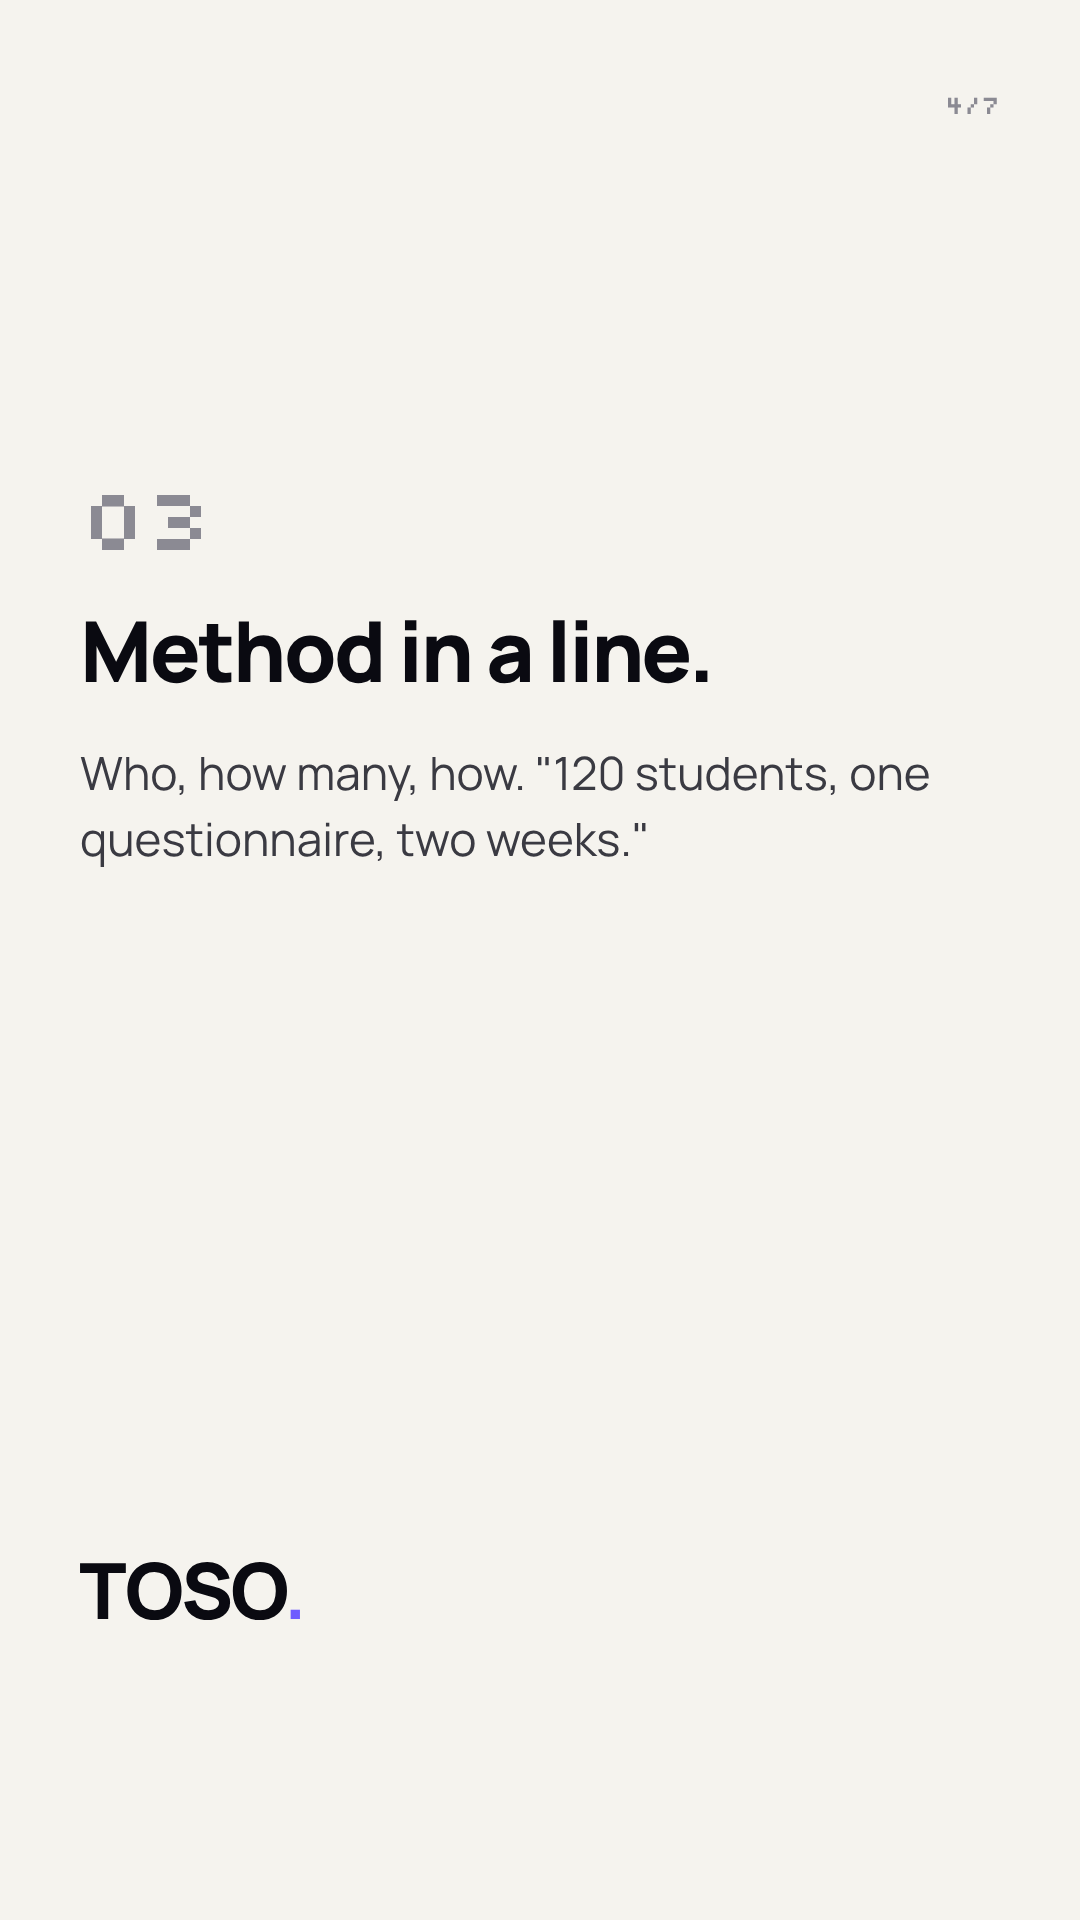 4/7
03
Method in a line.
Who, how many, how. "120 students, one
questionnaire, two weeks."
TOSO.